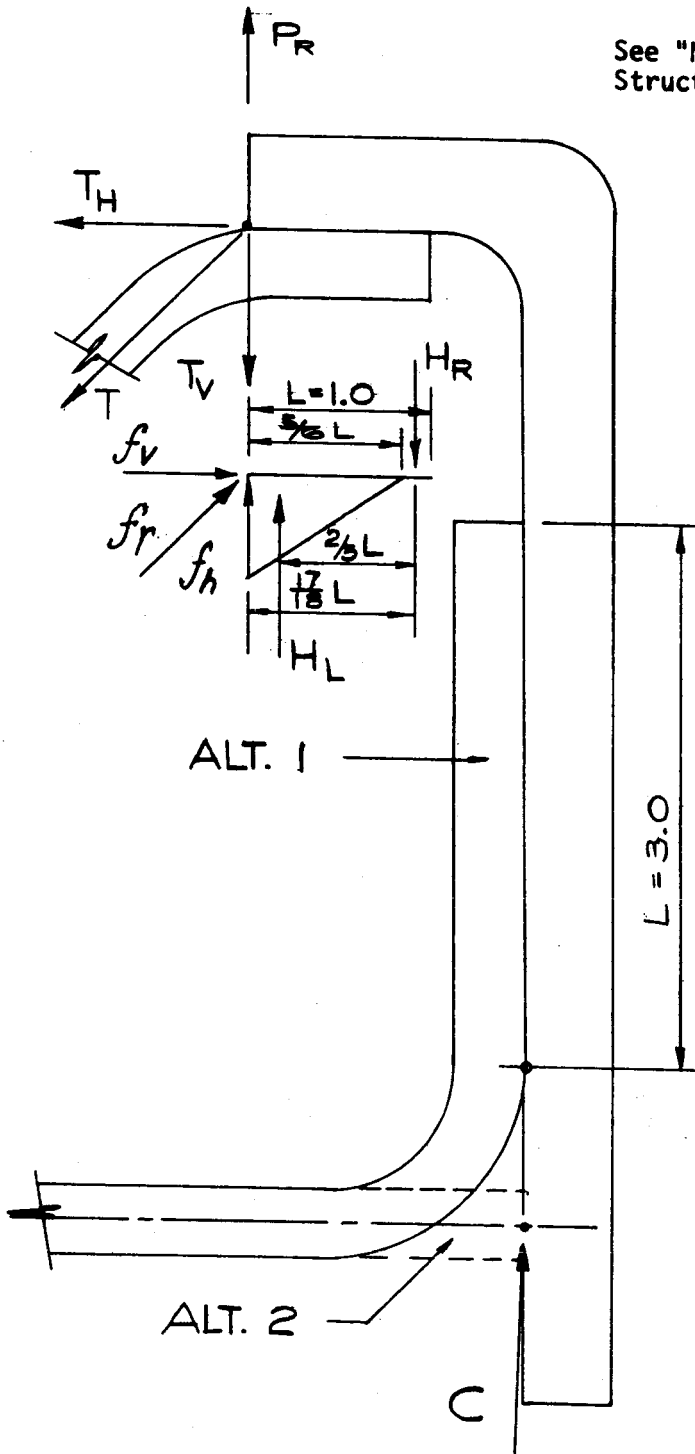 P_R
See "
Struct
T_H
T_V
T
H_R
L=1.0
5/6 L
f_v
f_r
f_h
2/3 L
17/18 L
H_L
ALT. 1
L = 3.0
ALT. 2
C